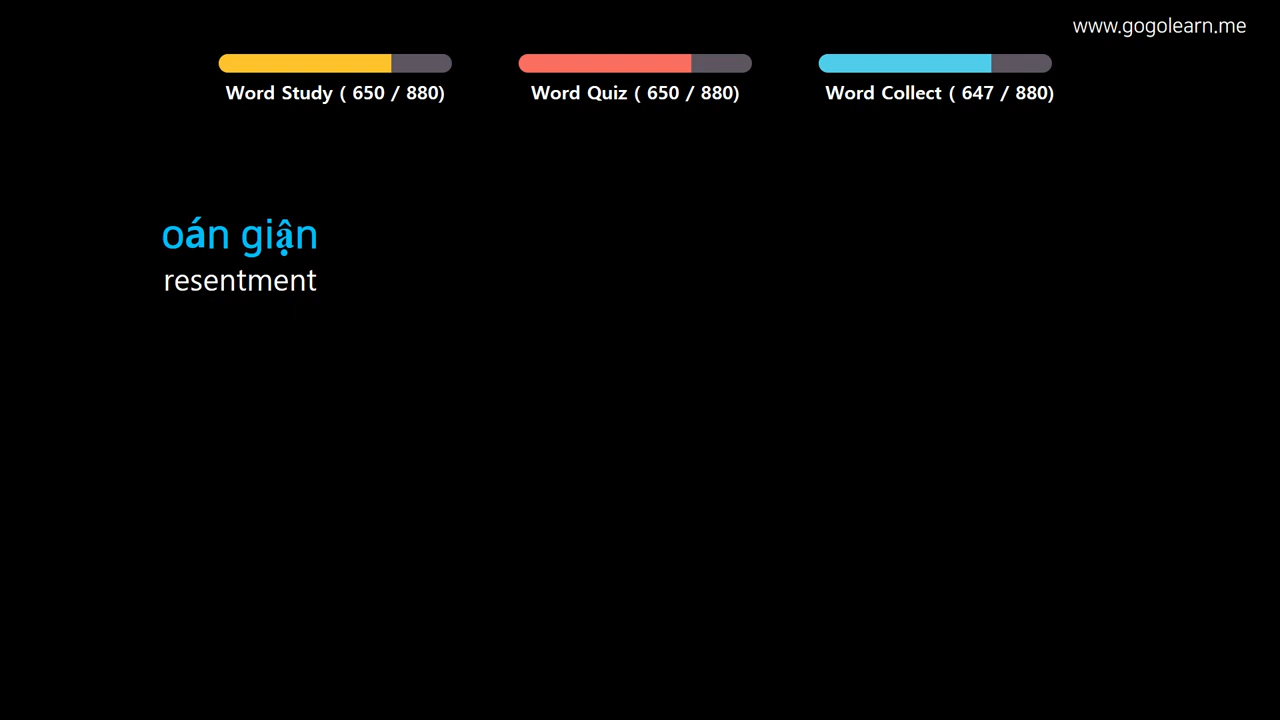 www.gogolearn.me
Word Study ( 650 / 880)
Word Quiz ( 650 / 880)
Word Collect ( 647 / 880)
oán giận
resentment